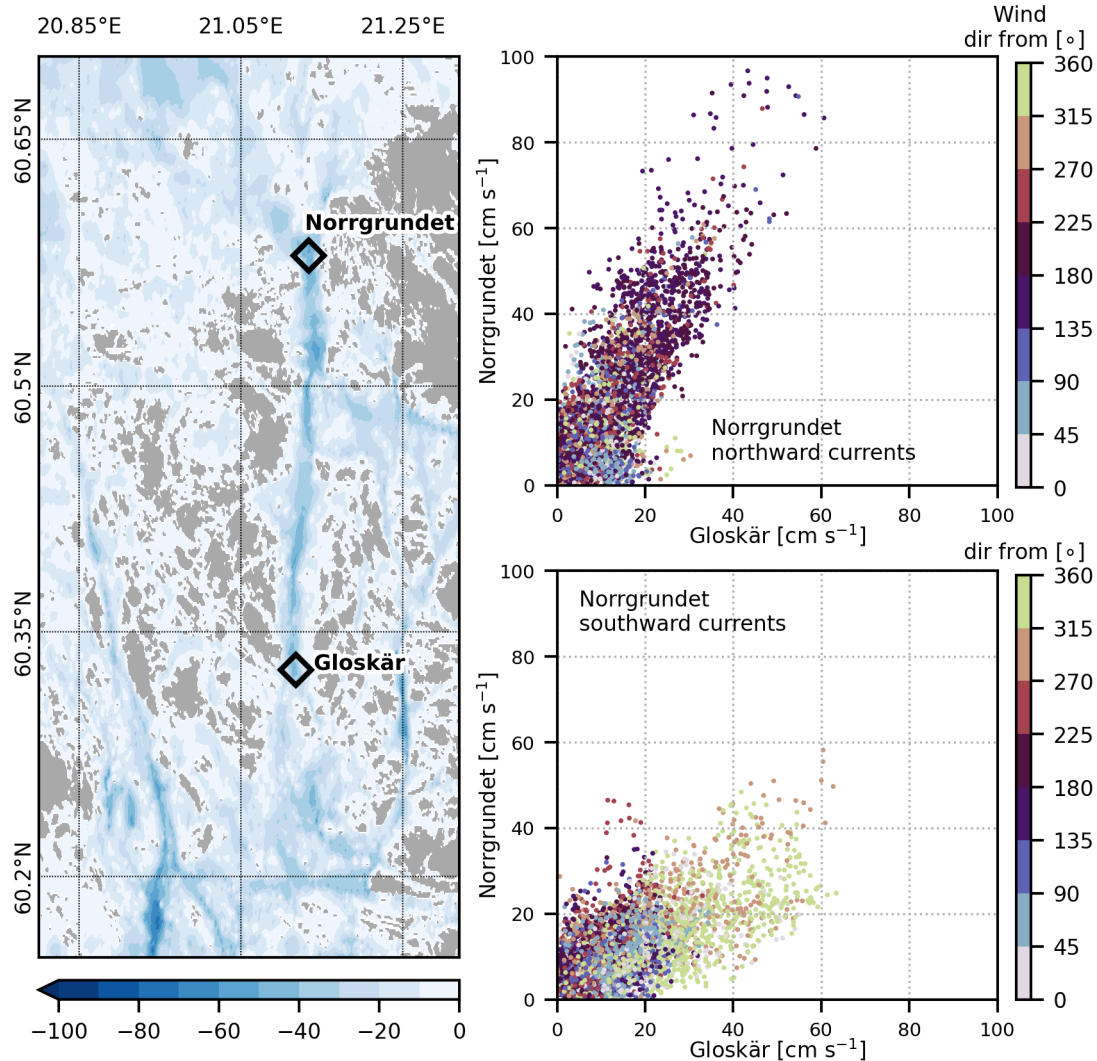 20.85°E 21.05°E 21.25°E
60.65°N
60.5°N
60.35°N
60.2°N
Norrgrundet
Gloskär
−100 −80 −60 −40 −20 0
Wind
dir from [∘]
100
80
60
40
20
0
Norrgrundet [cm s⁻¹]
Norrgrundet
northward currents
0 20 40 60 80 100
Gloskär [cm s⁻¹]
360
315
270
225
180
135
90
45
0
dir from [∘]
100
80
60
40
20
0
Norrgrundet [cm s⁻¹]
Norrgrundet
southward currents
0 20 40 60 80 100
Gloskär [cm s⁻¹]
360
315
270
225
180
135
90
45
0